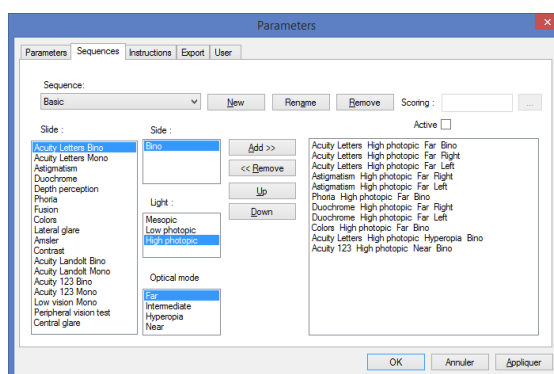 Parameters
Parameters Sequences Instructions Export User
Sequence:
Basic New Rename Remove Scoring : ...
Active
Slide :
Acuity Letters Bino
Acuity Letters Mono
Astigmatism
Duochrome
Depth perception
Phoria
Fusion
Colors
Lateral glare
Amsler
Contrast
Acuity Landolt Bino
Acuity Landolt Mono
Acuity 123 Bino
Acuity 123 Mono
Low vision Mono
Peripheral vision test
Central glare
Side :
Bino
Light :
Mesopic
Low photopic
High photopic
Optical mode
Far
Intermediate
Hyperopia
Near
Add >>
<< Remove
Up
Down
Acuity Letters High photopic Far Bino
Acuity Letters High photopic Far Right
Acuity Letters High photopic Far Left
Astigmatism High photopic Far Right
Astigmatism High photopic Far Left
Phoria High photopic Far Bino
Duochrome High photopic Far Right
Duochrome High photopic Far Left
Colors High photopic Far Bino
Acuity Letters High photopic Hyperopia Bino
Acuity 123 High photopic Near Bino
OK Annuler Appliquer